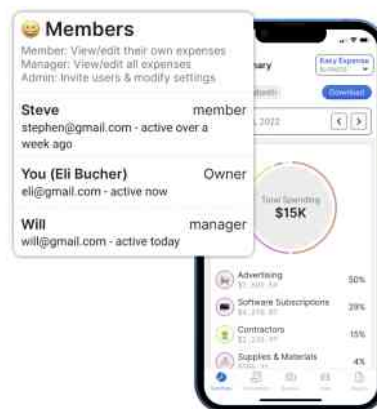 😀 Members
Member: View/edit their own expenses
Manager: View/edit all expenses
Admin: Invite users & modify settings
Steve member
stephen@gmail.com - active over a
week ago
You (Eli Bucher) Owner
eli@gmail.com - active now
Will manager
will@gmail.com - active today
Easy Expense
Download
2022
< >
Total Spending
$15K
Advertising 50%
Software Subscriptions 29%
Contractors 15%
Supplies & Materials 4%